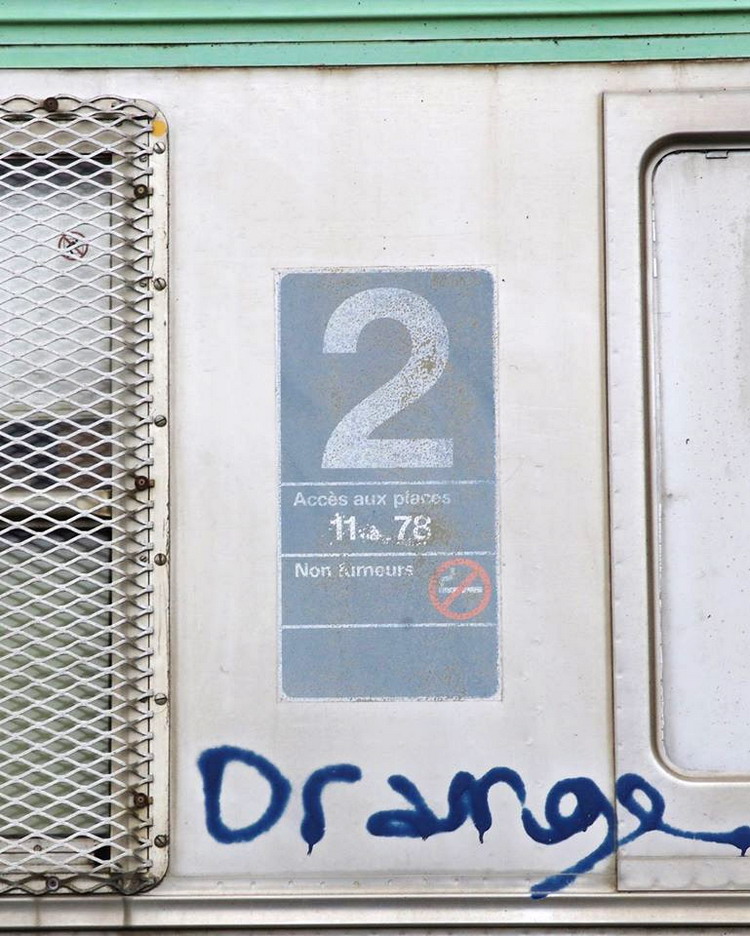 2
Accès aux places
11 à 78
Non fumeurs
Orange